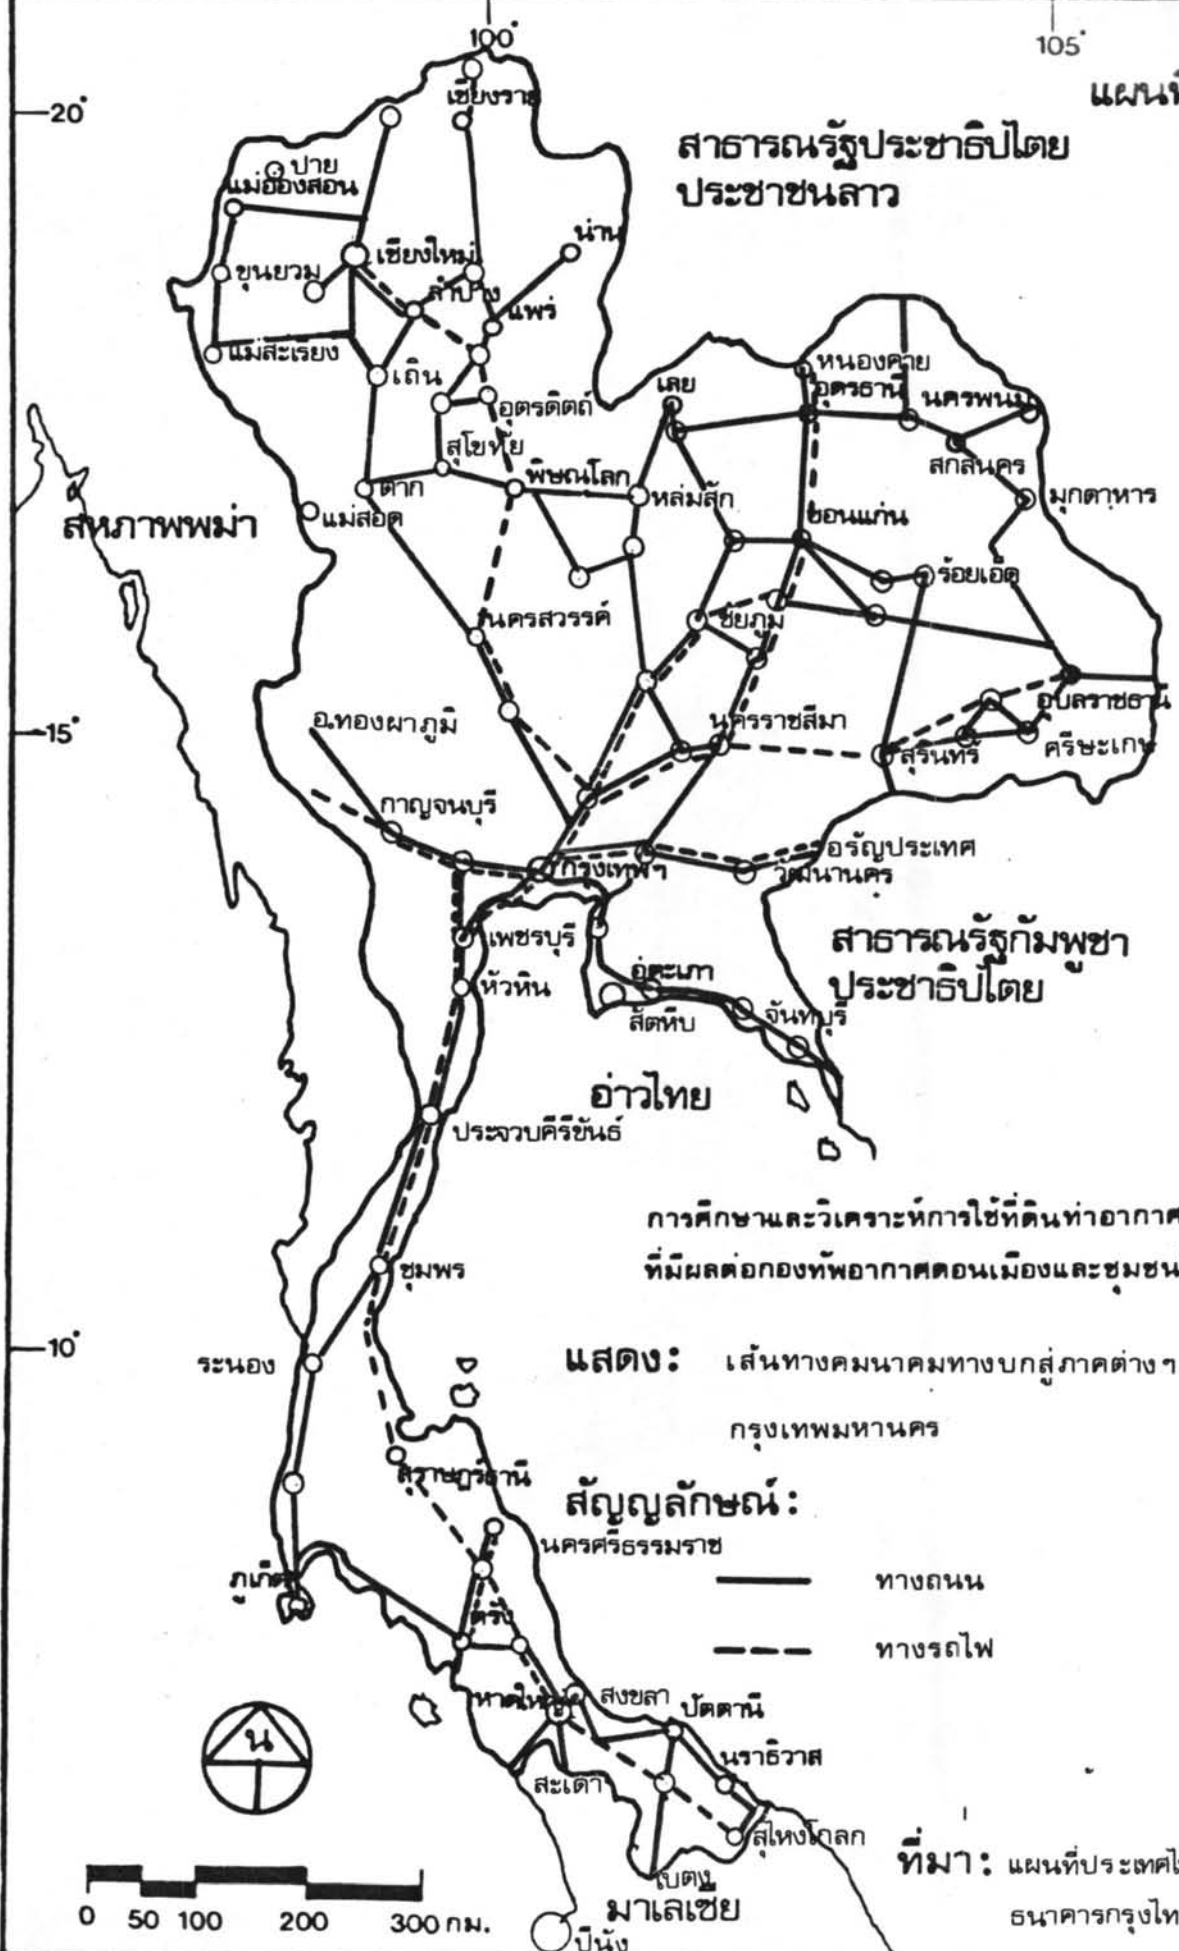 100°
105°
20°
เชียงราย
สาธารณรัฐประชาธิปไตย
ประชาชนลาว
ปาย
แม่ฮ่องสอน
น่าน
เชียงใหม่
ขุนยวม
ลำปาง
แพร่
แม่สะเรียง
เถิน
หนองคาย
อุดรธานี
เลย
นครพนม
อุตรดิตถ์
สุโขทัย
สกลนคร
พิษณุโลก
ตาก
หล่มสัก
มุกดาหาร
แม่สอด
สหภาพพม่า
ขอนแก่น
ร้อยเอ็ด
นครสวรรค์
ชัยภูมิ
อุบลราชธานี
15°
อ.ทองผาภูมิ
นครราชสีมา
สุรินทร์
ศรีษะเกษ
กาญจนบุรี
อรัญประเทศ
กรุงเทพฯ
วัฒนานคร
เพชรบุรี
สาธารณรัฐกัมพูชา
ประชาธิปไตย
หัวหิน
อู่ตะเภา
สัตหีบ
จันทบุรี
อ่าวไทย
ประจวบคีรีขันธ์
การศึกษาและวิเคราะห์การใช้ที่ดินท่าอากาศ
ที่มีผลต่อกองทัพอากาศดอนเมืองและชุมชน
ชุมพร
10°
ระนอง
แสดง: เส้นทางคมนาคมทางบกสู่ภาคต่างๆ
กรุงเทพมหานคร
สุราษฎร์ธานี
สัญญลักษณ์:
นครศรีธรรมราช
ทางถนน
ภูเก็ต
ตรัง
ทางรถไฟ
หาดใหญ่
สงขลา
ปัตตานี
น
นราธิวาส
สะเดา
สุไหงโกลก
ที่มา: แผนที่ประเทศไ
เบตง
มาเลเซีย
ธนาคารกรุงไท
0 50 100 200 300 กม.
ปีนัง